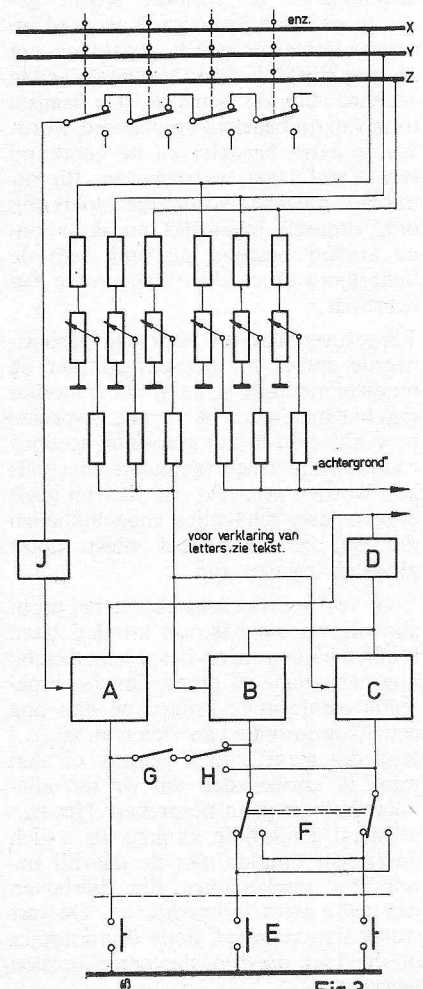 enz.
X
Y
Z
„achtergrond”
voor verklaring van
letters .zie tekst.
J
D
A
B
C
G
H
F
E
Fig.3